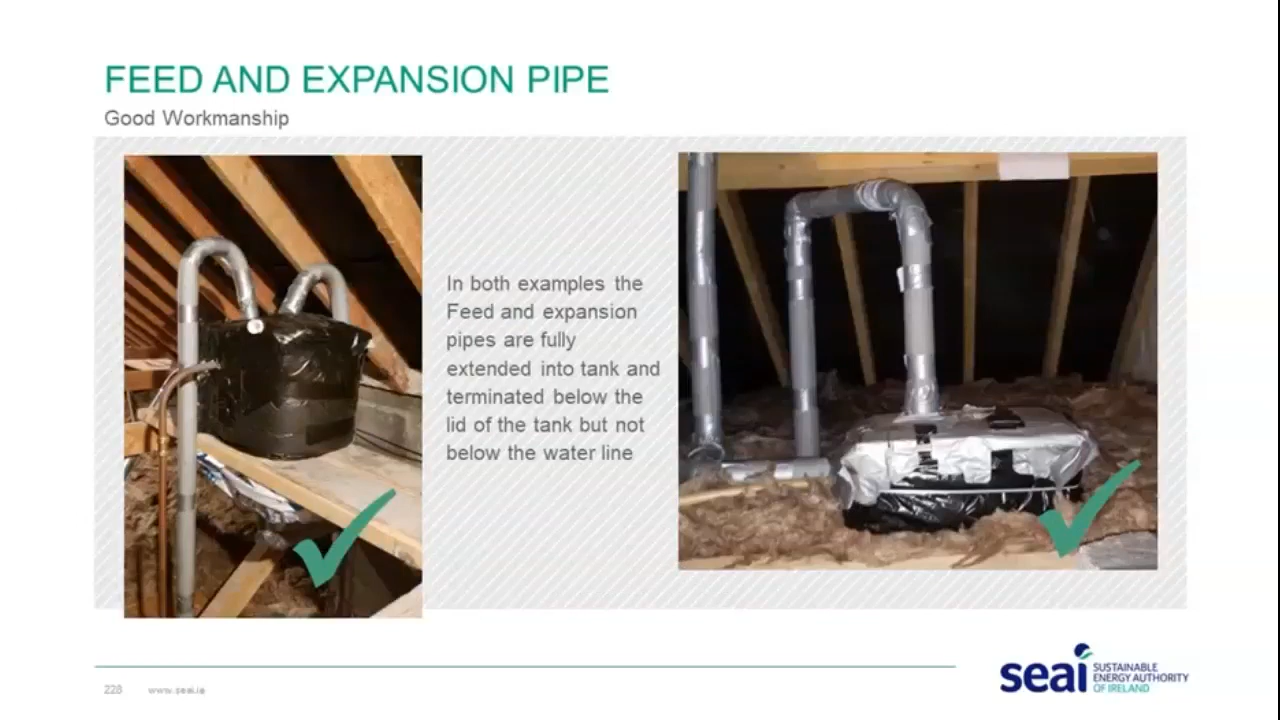 FEED AND EXPANSION PIPE
Good Workmanship
In both examples the
Feed and expansion
pipes are fully
extended into tank and
terminated below the
lid of the tank but not
below the water line
228 www.seai.ie
seai SUSTAINABLE
ENERGY AUTHORITY
OF IRELAND